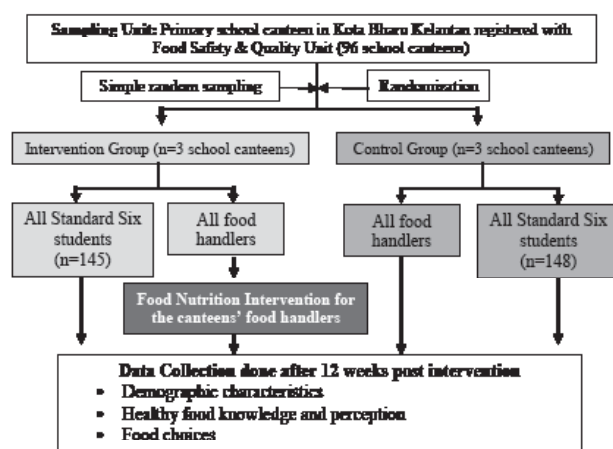 Sampling Unit: Primary school canteen in Kota Bharu Kelantan registered with
Food Safety & Quality Unit (96 school canteens)
Simple random sampling
Randomization
Intervention Group (n=3 school canteens)
Control Group (n=3 school canteens)
All Standard Six
students
(n=145)
All food
handlers
All food
handlers
All Standard Six
students
(n=148)
Food Nutrition Intervention for
the canteens' food handlers
Data Collection done after 12 weeks post intervention
• Demographic characteristics
• Healthy food knowledge and perception
• Food choices